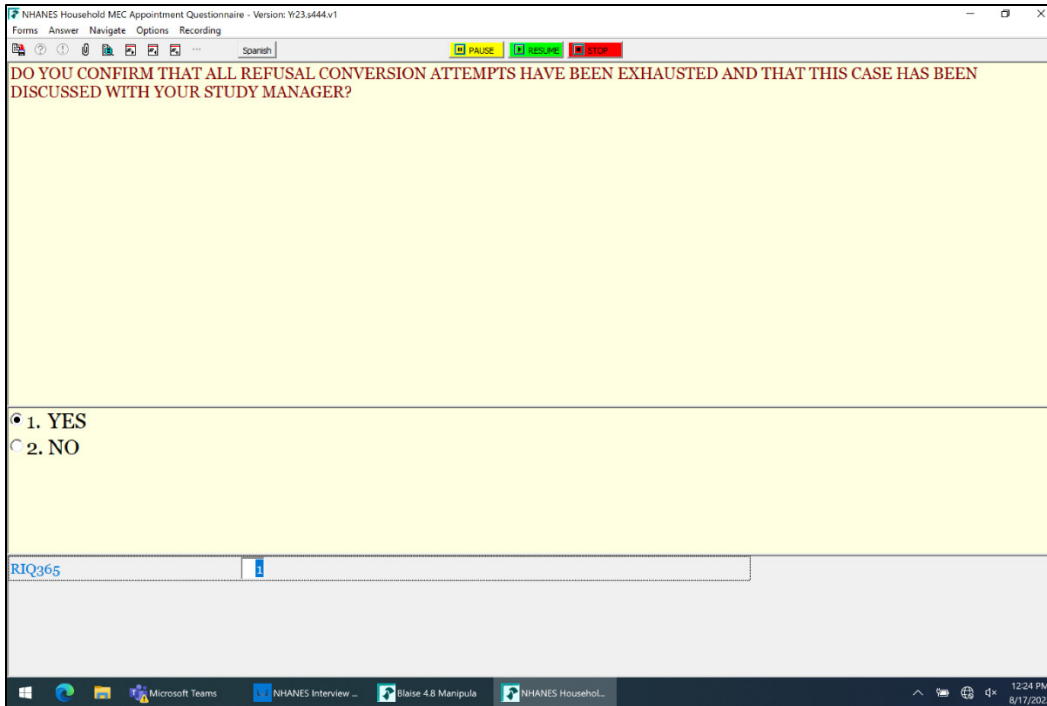 NHANES Household MEC Appointment Questionnaire - Version: Yr23.s444.v1
Forms Answer Navigate Options Recording
Spanish PAUSE RESUME STOP
DO YOU CONFIRM THAT ALL REFUSAL CONVERSION ATTEMPTS HAVE BEEN EXHAUSTED AND THAT THIS CASE HAS BEEN
DISCUSSED WITH YOUR STUDY MANAGER?
1. YES
2. NO
RIQ365 1
Microsoft Teams NHANES Interview ... Blaise 4.8 Manipula NHANES Househol... 12:24 PM
8/17/202